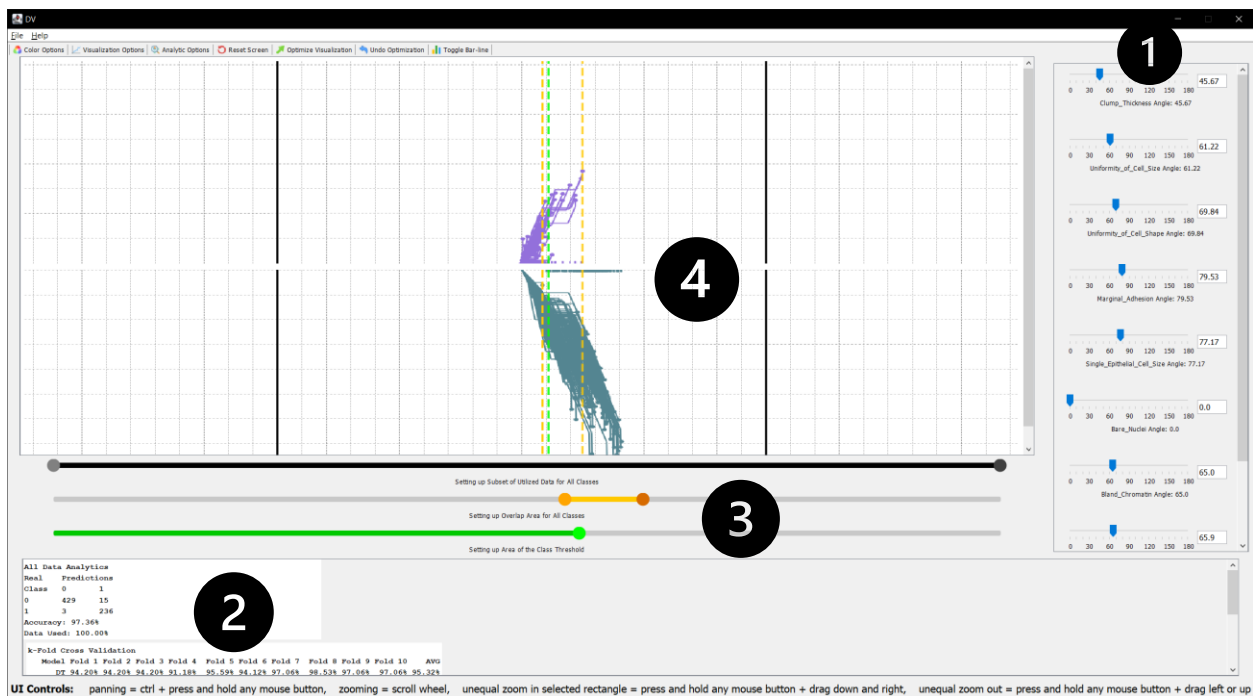 DV
File Help
Color Options Visualization Options Analytic Options Reset Screen Optimize Visualization Undo Optimization Toggle Bar-line
1
45.67
0 30 60 90 120 150 180
Clump_Thickness Angle: 45.67
61.22
0 30 60 90 120 150 180
Uniformity_of_Cell_Size Angle: 61.22
69.84
0 30 60 90 120 150 180
Uniformity_of_Cell_Shape Angle: 69.84
4
79.53
0 30 60 90 120 150 180
Marginal_Adhesion Angle: 79.53
77.17
0 30 60 90 120 150 180
Single_Epithelial_Cell_Size Angle: 77.17
0.0
0 30 60 90 120 150 180
Bare_Nuclei Angle: 0.0
65.0
0 30 60 90 120 150 180
Bland_Chromatin Angle: 65.0
65.9
0 30 60 90 120 150 180
Setting up Subset of Utilized Data for All Classes
Setting up Overlap Area for All Classes
3
Setting up Area of the Class Threshold
All Data Analytics
Real Predictions
Class 0 1
0 429 15
1 3 236
Accuracy: 97.36%
Data Used: 100.00%
2
k-Fold Cross Validation
Model Fold 1 Fold 2 Fold 3 Fold 4 Fold 5 Fold 6 Fold 7 Fold 8 Fold 9 Fold 10 AVG
DT 94.20% 94.20% 94.20% 91.18% 95.59% 94.12% 97.06% 98.53% 97.06% 97.06% 95.32%
UI Controls: panning = ctrl + press and hold any mouse button, zooming = scroll wheel, unequal zoom in selected rectangle = press and hold any mouse button + drag down and right, unequal zoom out = press and hold any mouse button + drag left or up